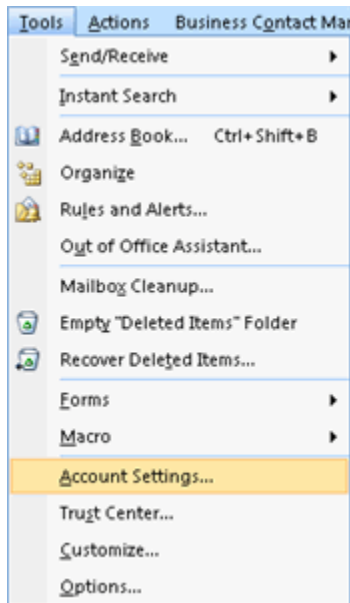 Tools Actions Business Contact Mar
Send/Receive
Instant Search
Address Book... Ctrl+Shift+B
Organize
Rules and Alerts...
Out of Office Assistant...
Mailbox Cleanup...
Empty "Deleted Items" Folder
Recover Deleted Items...
Forms
Macro
Account Settings...
Trust Center...
Customize...
Options...